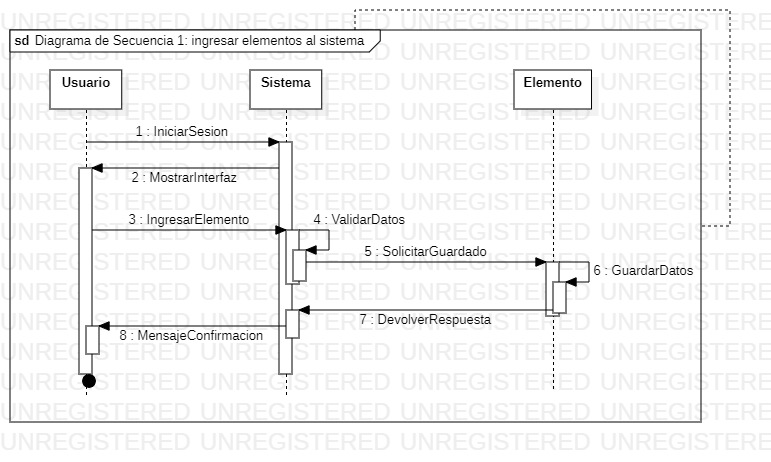 UNREGISTERED UNREGISTERED UNREGISTERED UNREGISTERED
sd Diagrama de Secuencia 1: ingresar elementos al sistema
Usuario Sistema Elemento
1 : IniciarSesion
2 : MostrarInterfaz
3 : IngresarElemento
4 : ValidarDatos
5 : SolicitarGuardado
6 : GuardarDatos
7 : DevolverRespuesta
8 : MensajeConfirmacion